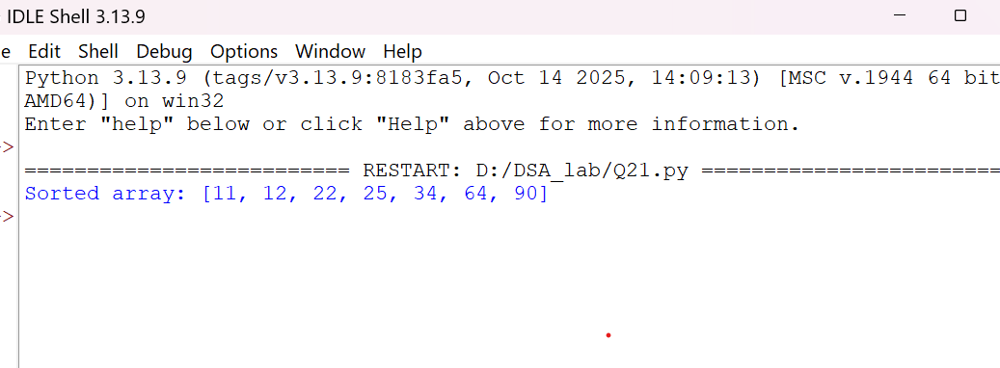 IDLE Shell 3.13.9
e Edit Shell Debug Options Window Help
Python 3.13.9 (tags/v3.13.9:8183fa5, Oct 14 2025, 14:09:13) [MSC v.1944 64 bit
AMD64)] on win32
Enter "help" below or click "Help" above for more information.
>
========================== RESTART: D:/DSA_lab/Q21.py ========================
Sorted array: [11, 12, 22, 25, 34, 64, 90]
>